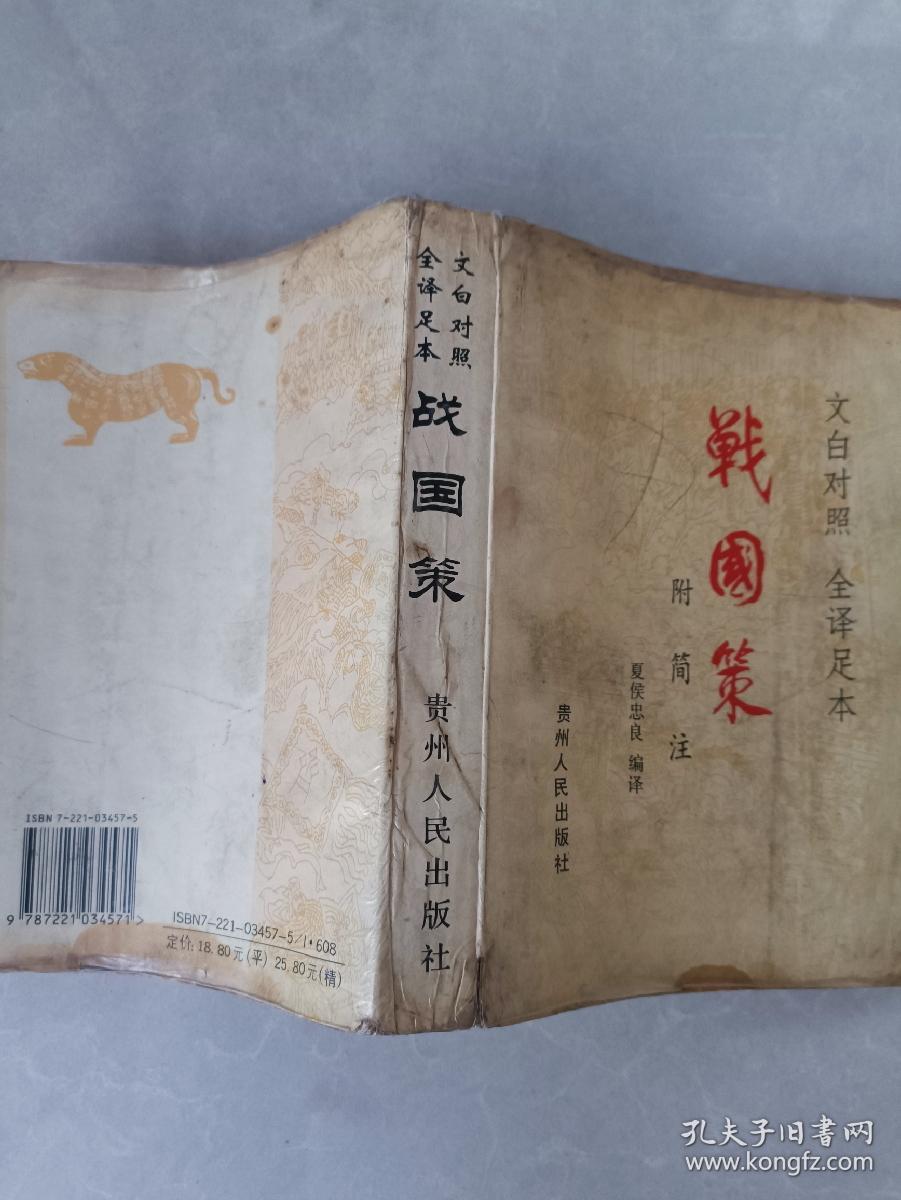 文白对照 全译足本
戰國策
附简注
夏侯忠良 编译
贵州人民出版社
文白对照
全译足本
战国策
贵州人民出版社
ISBN 7-221-03457-5
9 787221 034571 >
ISBN7-221-03457-5/I·608
定价:18.80元(平) 25.80元(精)
孔夫子旧书网
www.kongfz.com